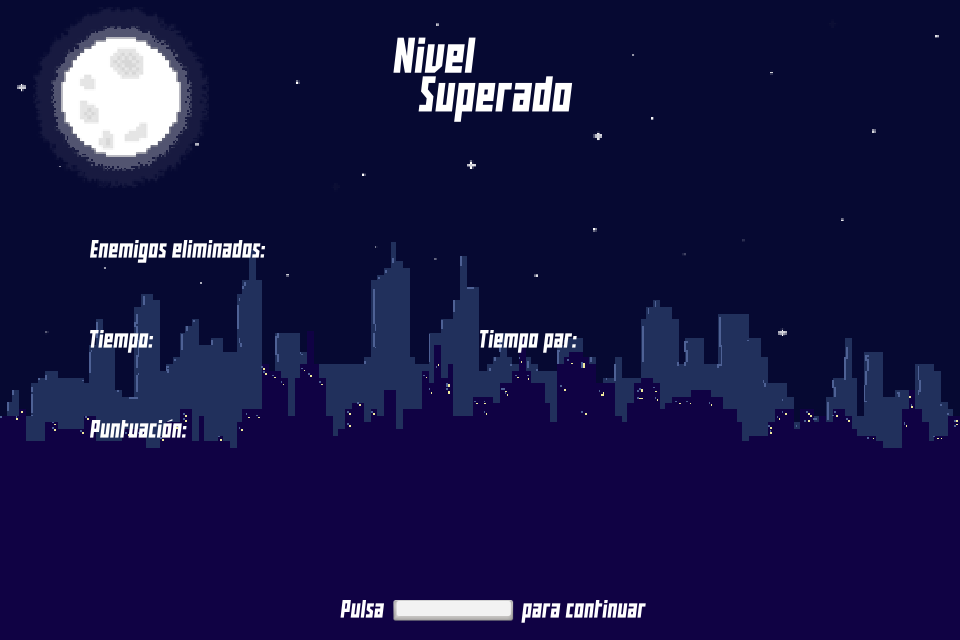 Nivel
Superado
Enemigos eliminados:
Tiempo: Tiempo par:
Puntuación:
Pulsa para continuar